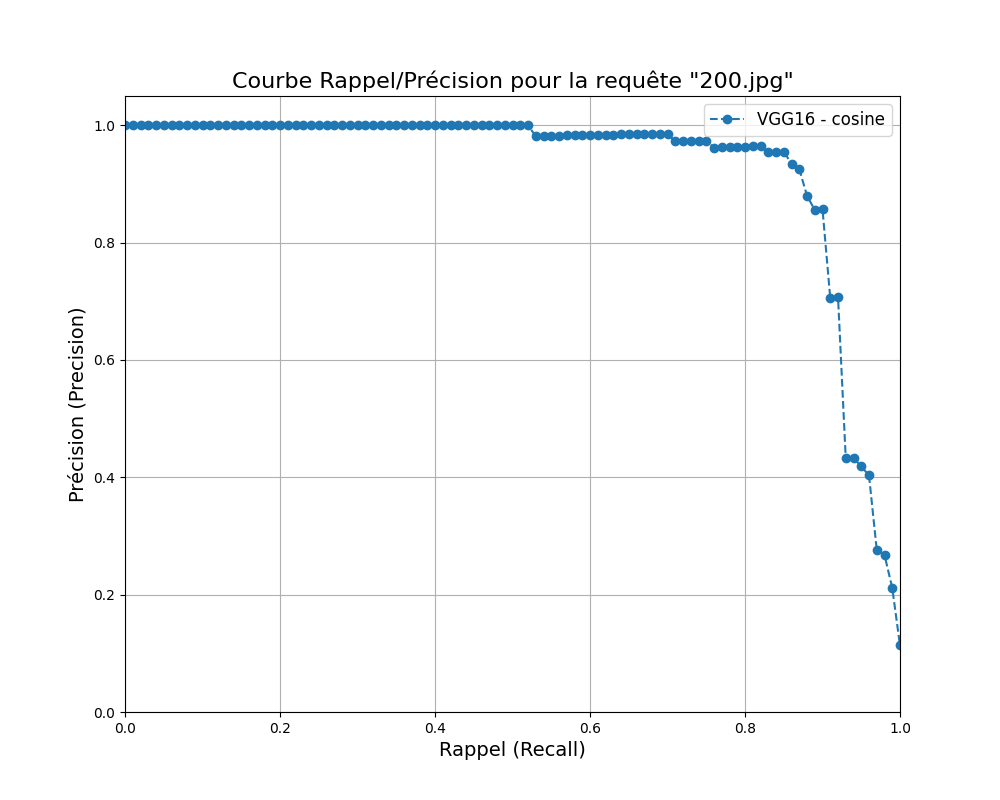 Courbe Rappel/Précision pour la requête "200.jpg"
VGG16 - cosine
1.0
0.8
0.6
0.4
0.2
0.0
Précision (Precision)
0.0 0.2 0.4 0.6 0.8 1.0
Rappel (Recall)